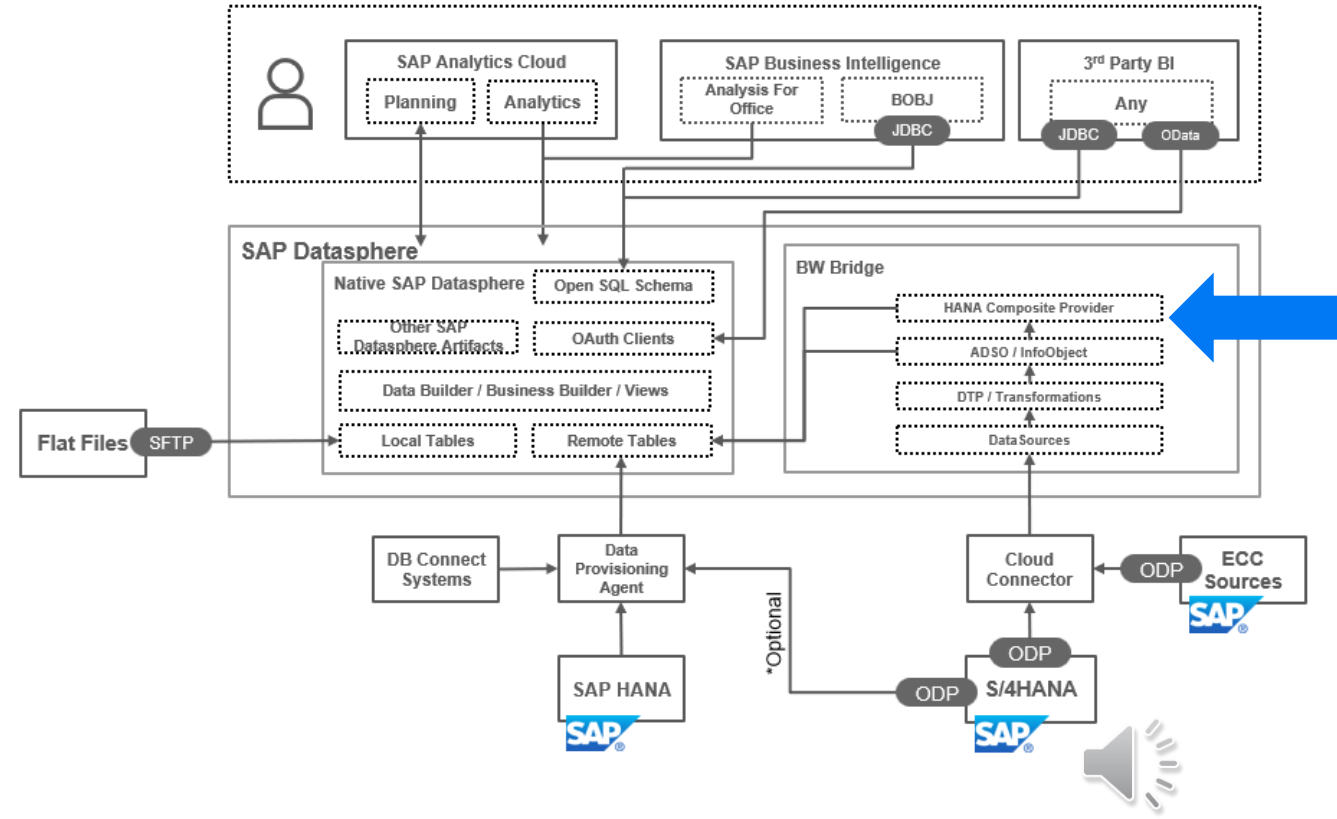 SAP Analytics Cloud
Planning
Analytics
SAP Business Intelligence
Analysis For
Office
BOBJ
JDBC
3rd Party BI
Any
JDBC
OData
SAP Datasphere
Native SAP Datasphere
Open SQL Schema
Other SAP
Datasphere Artifacts
OAuth Clients
Data Builder / Business Builder / Views
Local Tables
Remote Tables
BW Bridge
HANA Composite Provider
ADSO / InfoObject
DTP / Transformations
DataSources
Flat Files
SFTP
DB Connect
Systems
Data
Provisioning
Agent
Cloud
Connector
ODP
ECC
Sources
SAP®
*Optional
SAP HANA
SAP®
ODP
ODP
S/4HANA
SAP®